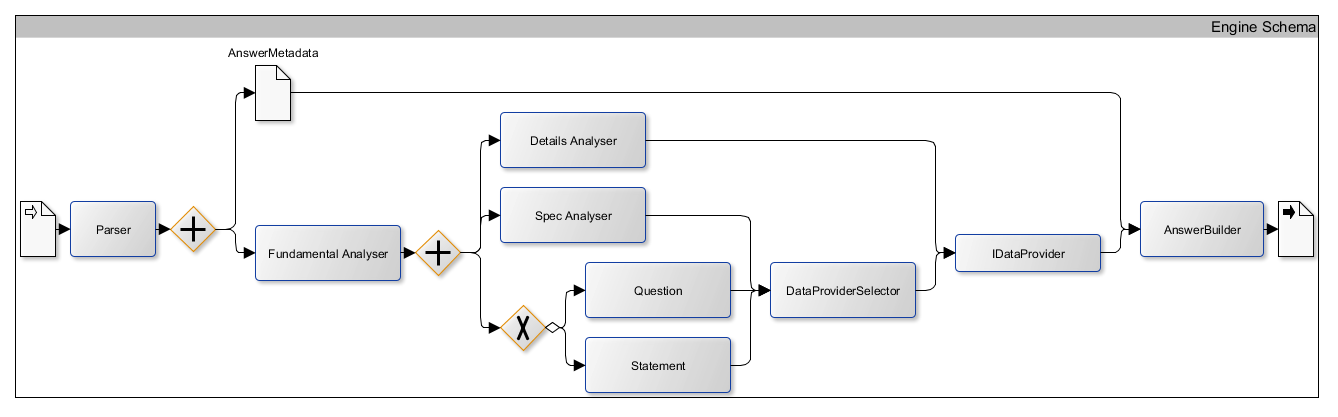 Engine Schema
AnswerMetadata
Details Analyser
Spec Analyser
Parser
Fundamental Analyser
AnswerBuilder
IDataProvider
Question
DataProviderSelector
Statement